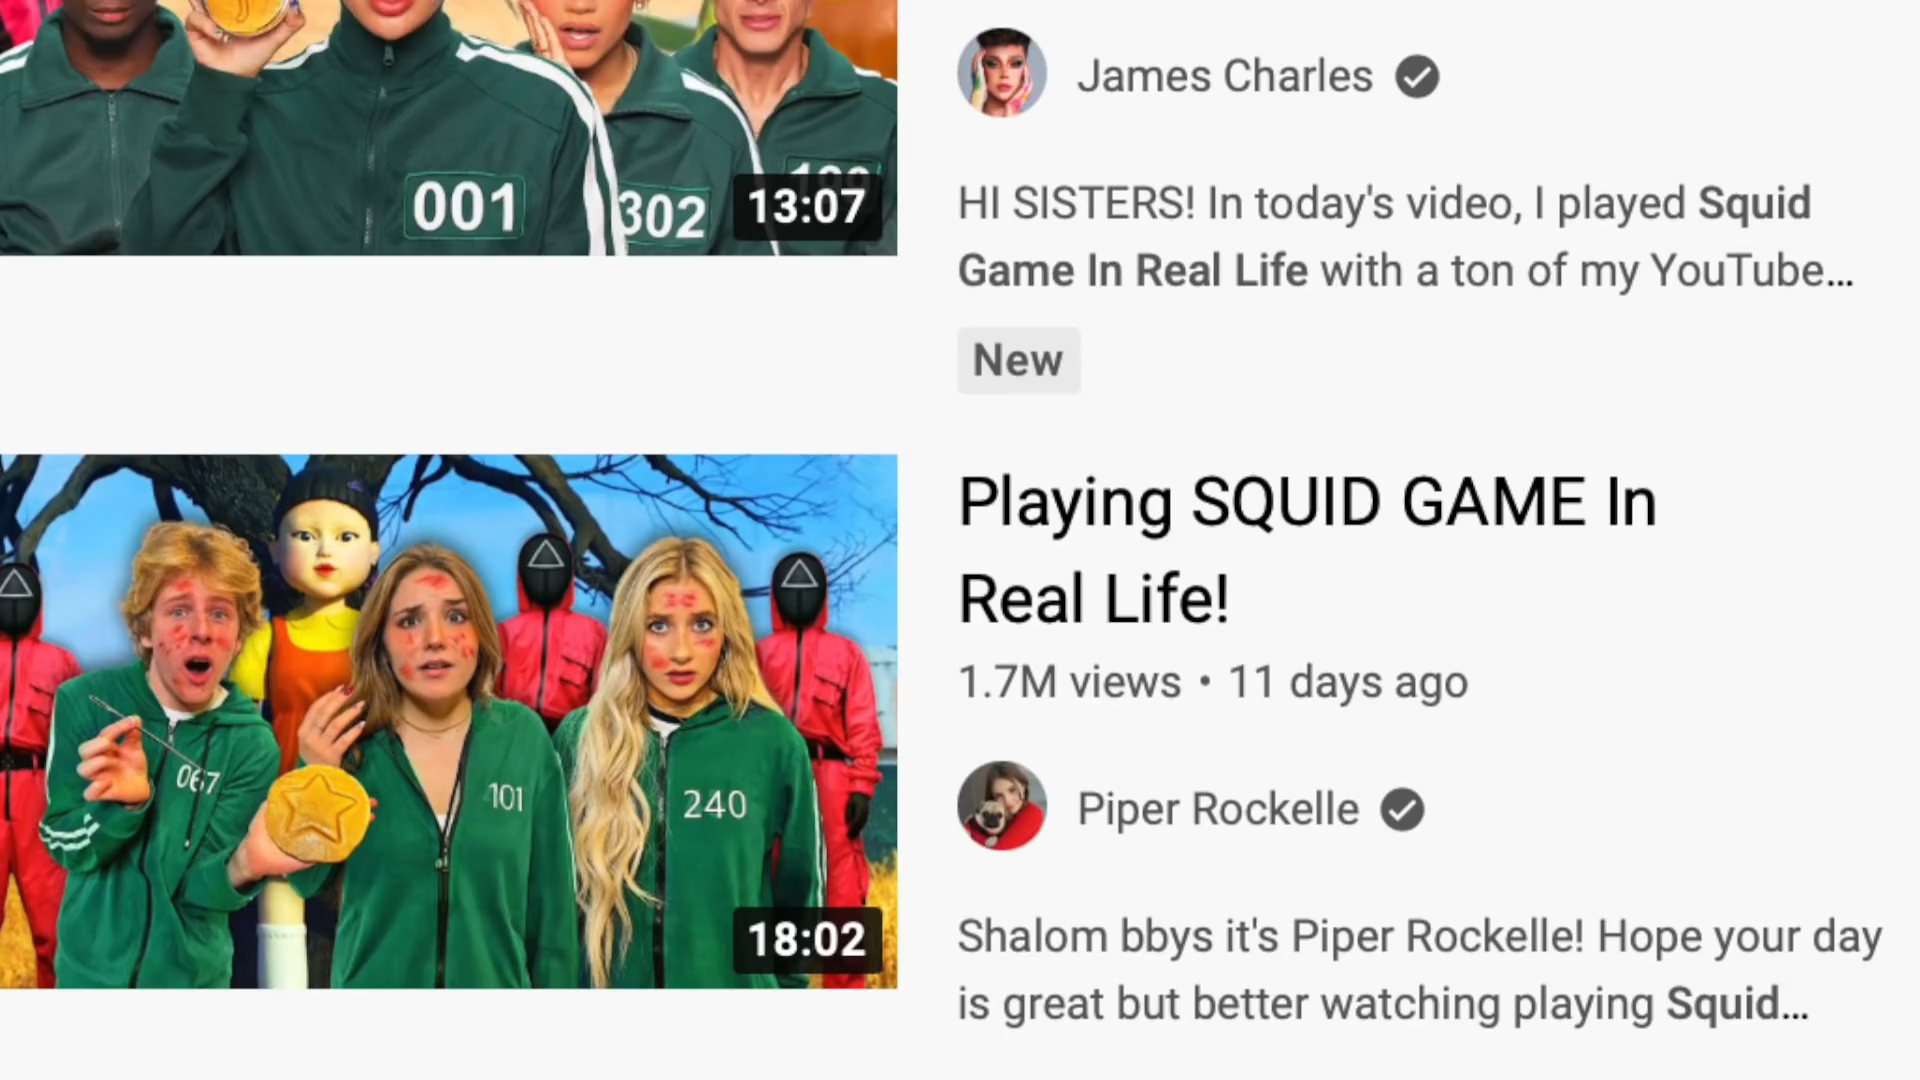 001
302
13:07
James Charles
HI SISTERS! In today's video, I played Squid
Game In Real Life with a ton of my YouTube...
New
067
101
240
18:02
Playing SQUID GAME In
Real Life!
1.7M views • 11 days ago
Piper Rockelle
Shalom bbys it's Piper Rockelle! Hope your day
is great but better watching playing Squid...